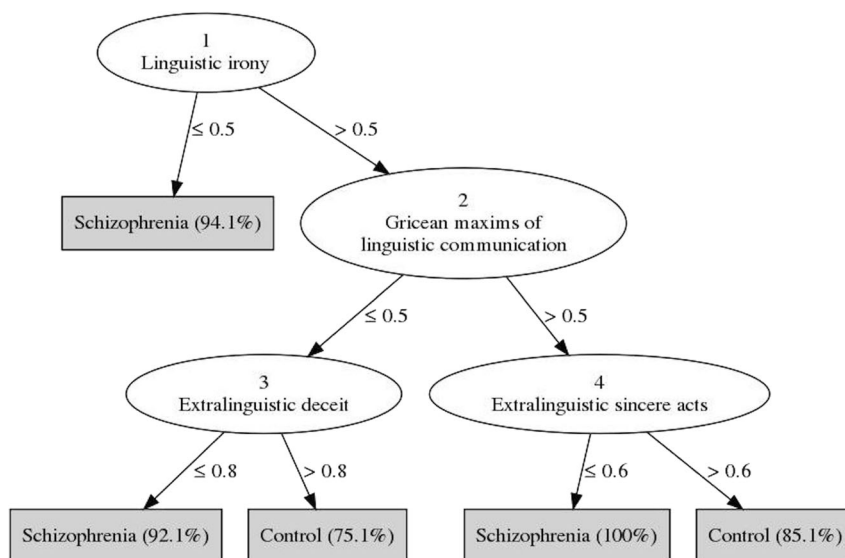 1
Linguistic irony
≤ 0.5
> 0.5
Schizophrenia (94.1%)
2
Gricean maxims of
linguistic communication
≤ 0.5
> 0.5
3
Extralinguistic deceit
4
Extralinguistic sincere acts
≤ 0.8
> 0.8
≤ 0.6
> 0.6
Schizophrenia (92.1%)
Control (75.1%)
Schizophrenia (100%)
Control (85.1%)